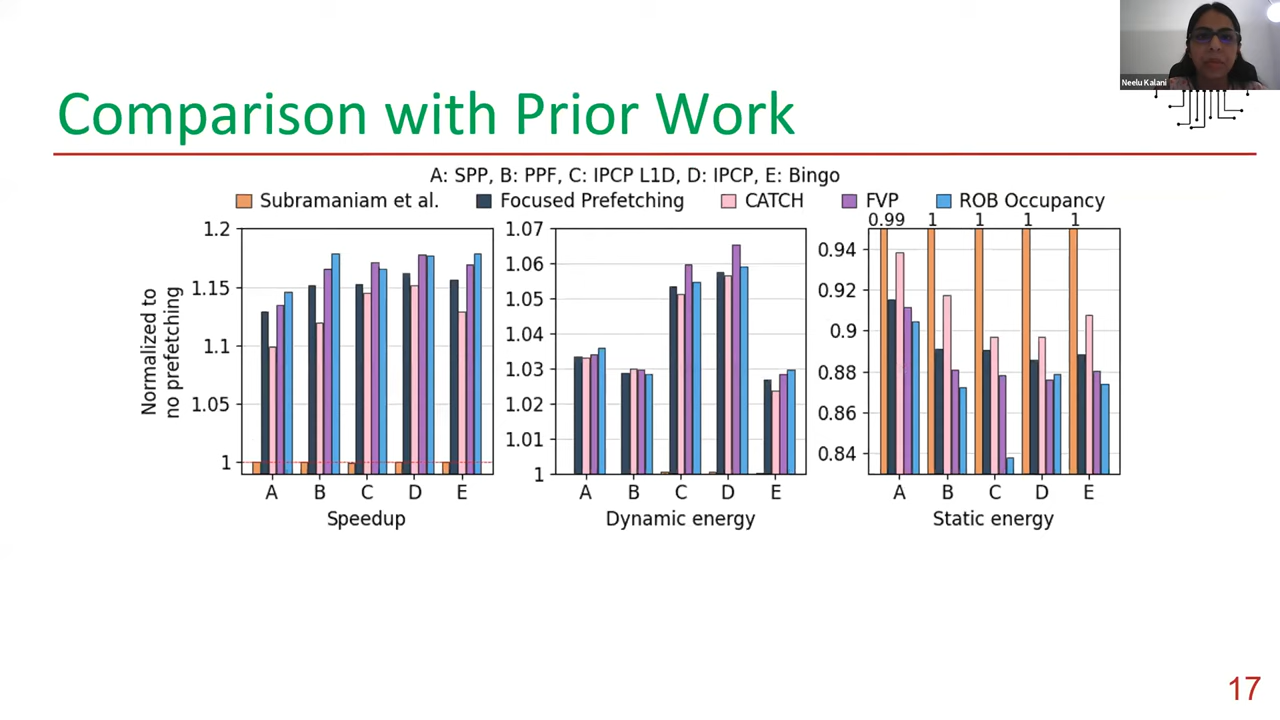 Neelu Kalani
Comparison with Prior Work
A: SPP, B: PPF, C: IPCP L1D, D: IPCP, E: Bingo
Subramaniam et al. Focused Prefetching CATCH FVP ROB Occupancy
Normalized to
no prefetching
1.2
1.15
1.1
1.05
1
A B C D E
Speedup
1.07
1.06
1.05
1.04
1.03
1.02
1.01
1
A B C D E
Dynamic energy
0.99 1 1 1 1
0.94
0.92
0.9
0.88
0.86
0.84
A B C D E
Static energy
17